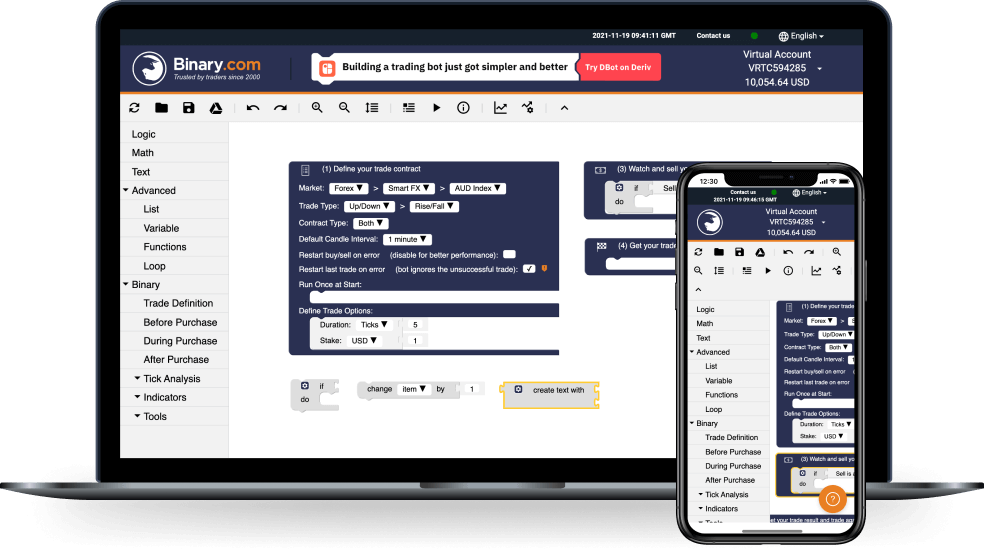 2021-11-19 09:41:11 GMT Contact us English
Binary.com
Trusted by traders since 2000
Building a trading bot just got simpler and better
Try DBot on Deriv
Virtual Account
VRTC594285
10,054.64 USD
Logic
Math
Text
Advanced
List
Variable
Functions
Loop
Binary
Trade Definition
Before Purchase
During Purchase
After Purchase
Tick Analysis
Indicators
Tools
(1) Define your trade contract
Market: Forex ▼ > Smart FX ▼ > AUD Index ▼
Trade Type: Up/Down ▼ > Rise/Fall ▼
Contract Type: Both ▼
Default Candle Interval: 1 minute ▼
Restart buy/sell on error (disable for better performance):
Restart last trade on error (bot ignores the unsuccessful trade): ✓
Run Once at Start:
Define Trade Options:
Duration: Ticks ▼ 5
Stake: USD ▼ 1
if
do
change item ▼ by 1
create text with
(3) Watch and sell you
if Sell
do
(4) Get your trade
12:30
Contact us English
2021-11-19 09:46:15 GMT
Virtual Account
VRTC594285
10,054.64 USD
Logic
Math
Text
Advanced
List
Variable
Functions
Loop
Binary
Trade Definition
Before Purchase
During Purchase
After Purchase
Tick Analysis
Indicators
Tools
(1) Define your trade
Market: Forex ▼ > S
Trade Type: Up/Down ▼
Contract Type: Both ▼
Default Candle Interval: 1
Restart buy/sell on error
Restart last trade on error
Run Once at Start:
Define Trade Options:
Duration: Ticks ▼
Stake: USD ▼
(3) Watch and sell yo
if Sell is a
do
et your trade result and trade aga